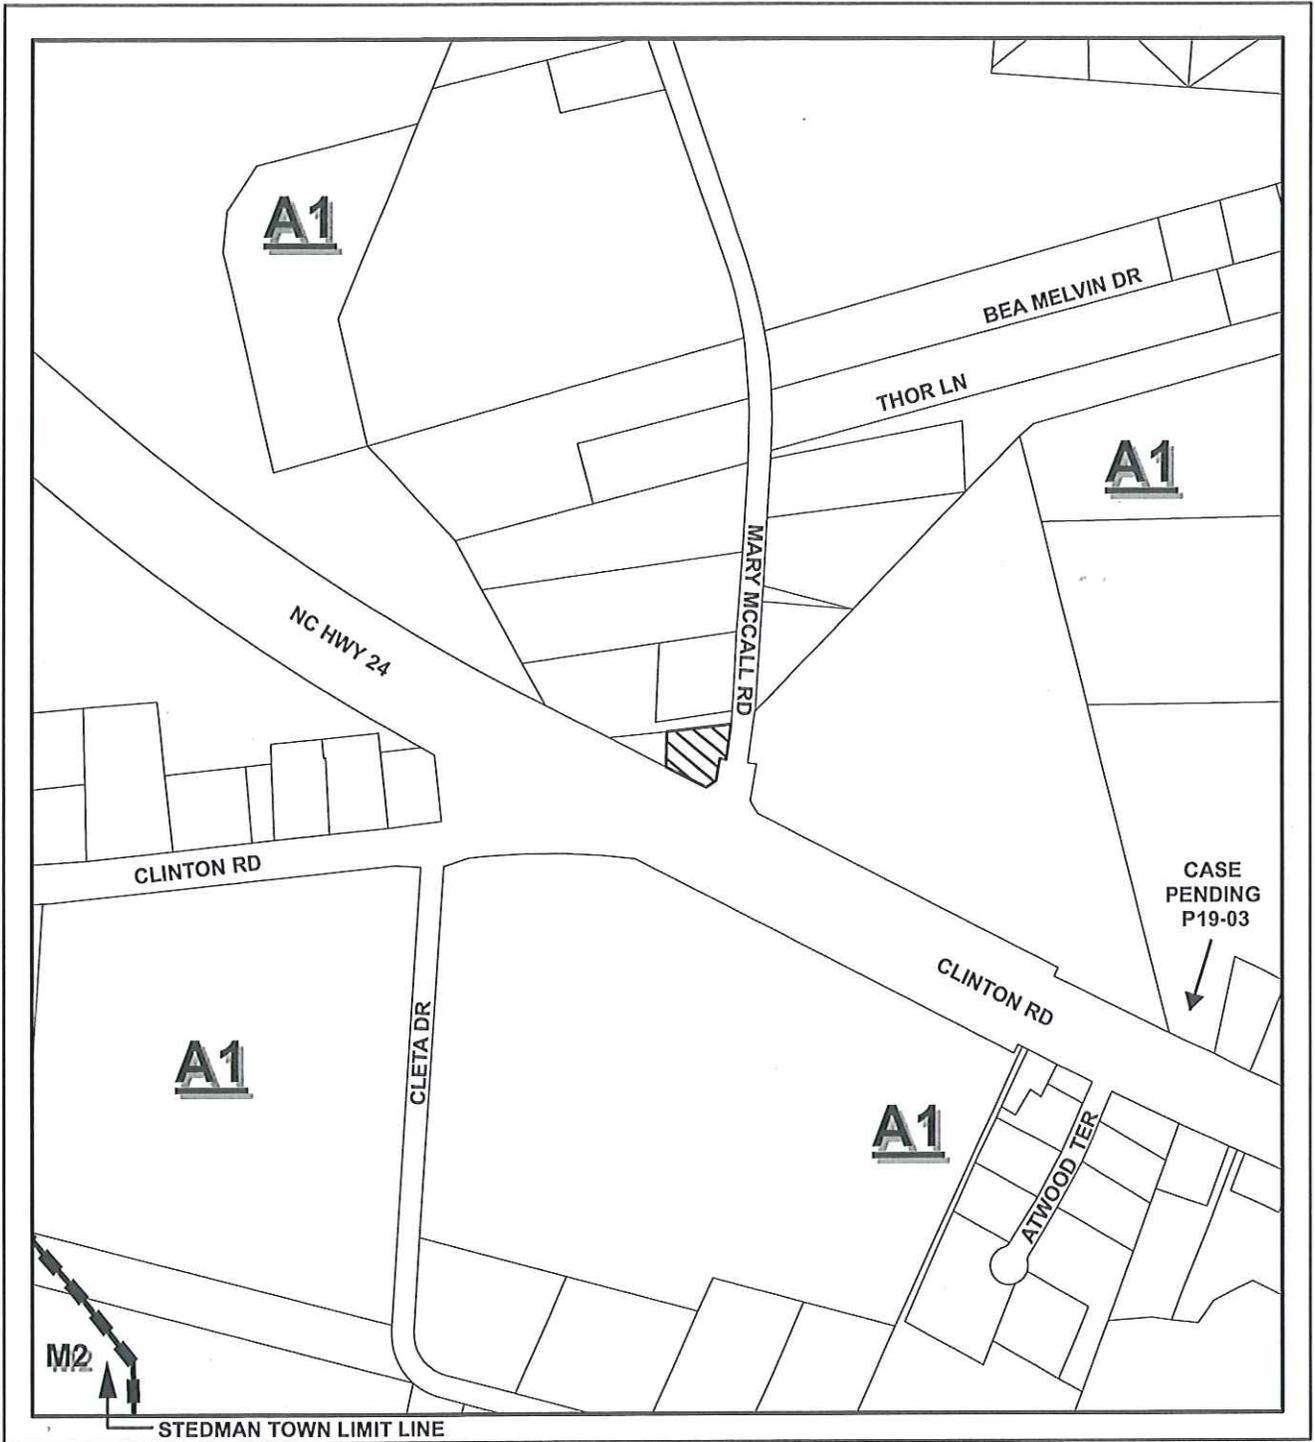 A1
BEA MELVIN DR
THOR LN
A1
MARY MCCALL RD
NC HWY 24
CLINTON RD
CASE
PENDING
P19-03
CLINTON RD
CLETA DR
A1
A1
ATWOOD TER
M2
STEDMAN TOWN LIMIT LINE